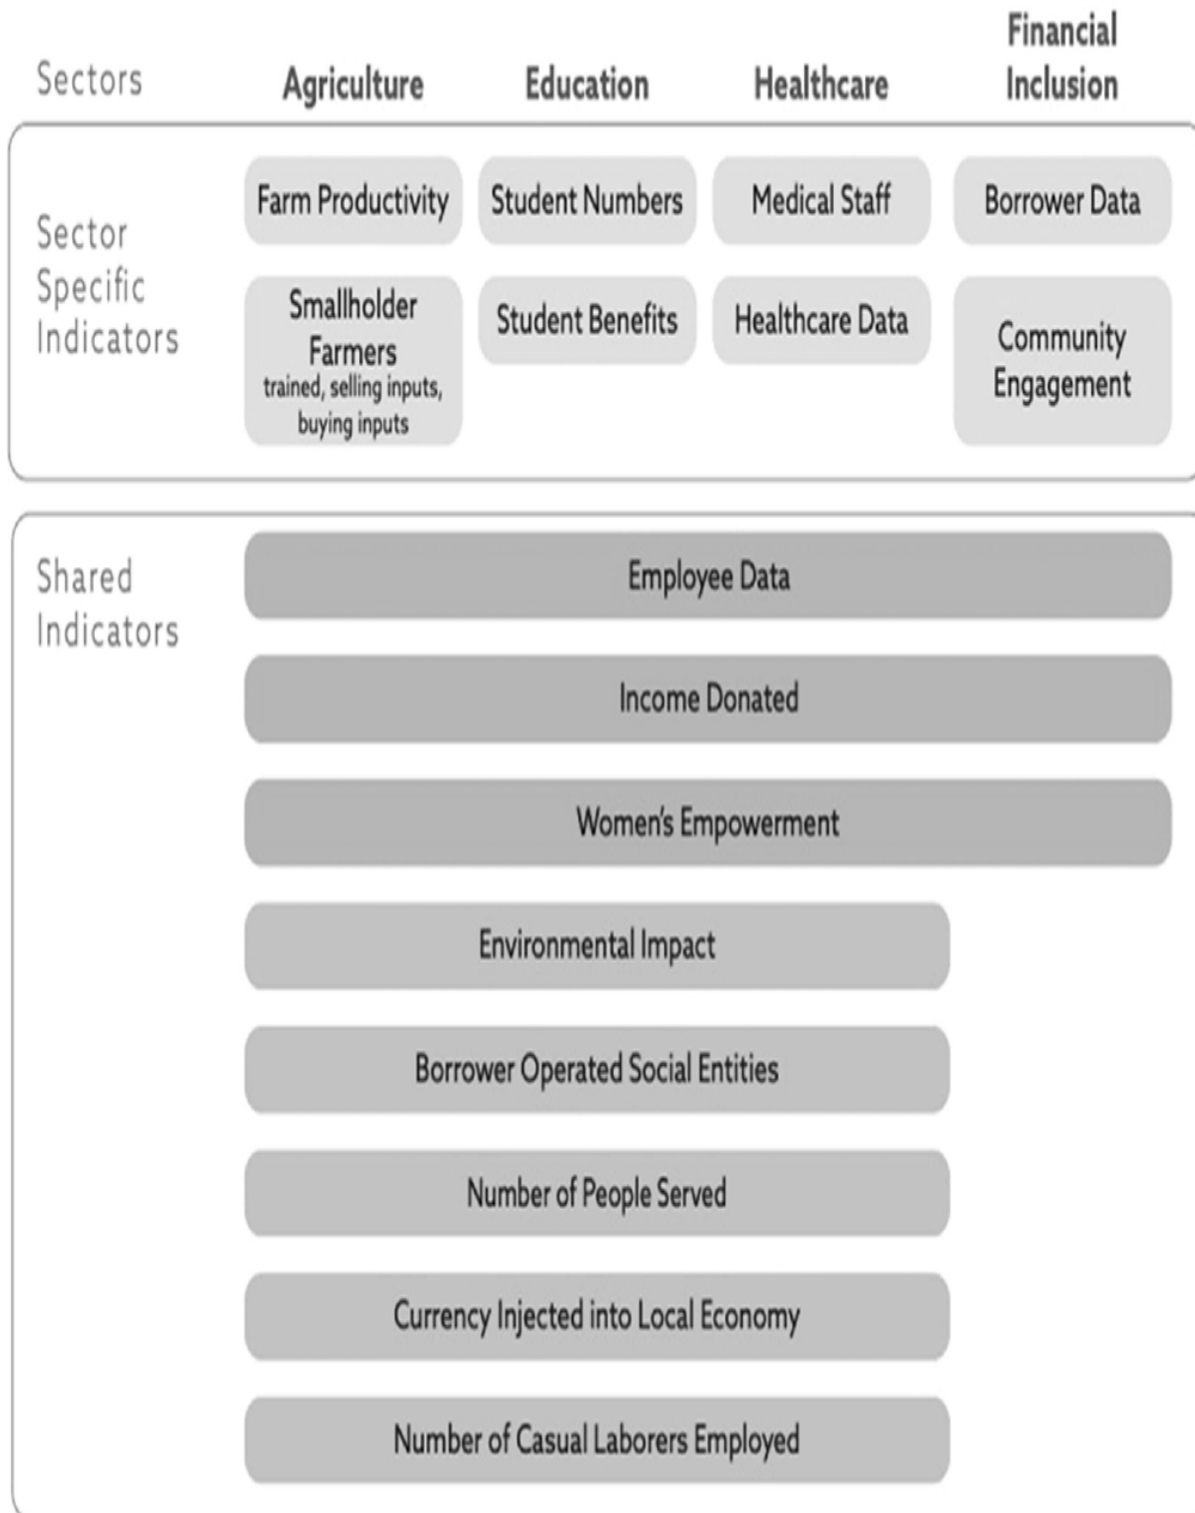 Sectors
Agriculture
Education
Healthcare
Financial
Inclusion
Sector
Specific
Indicators
Farm Productivity
Student Numbers
Medical Staff
Borrower Data
Smallholder
Farmers
trained, selling inputs,
buying inputs
Student Benefits
Healthcare Data
Community
Engagement
Shared
Indicators
Employee Data
Income Donated
Women's Empowerment
Environmental Impact
Borrower Operated Social Entities
Number of People Served
Currency Injected into Local Economy
Number of Casual Laborers Employed